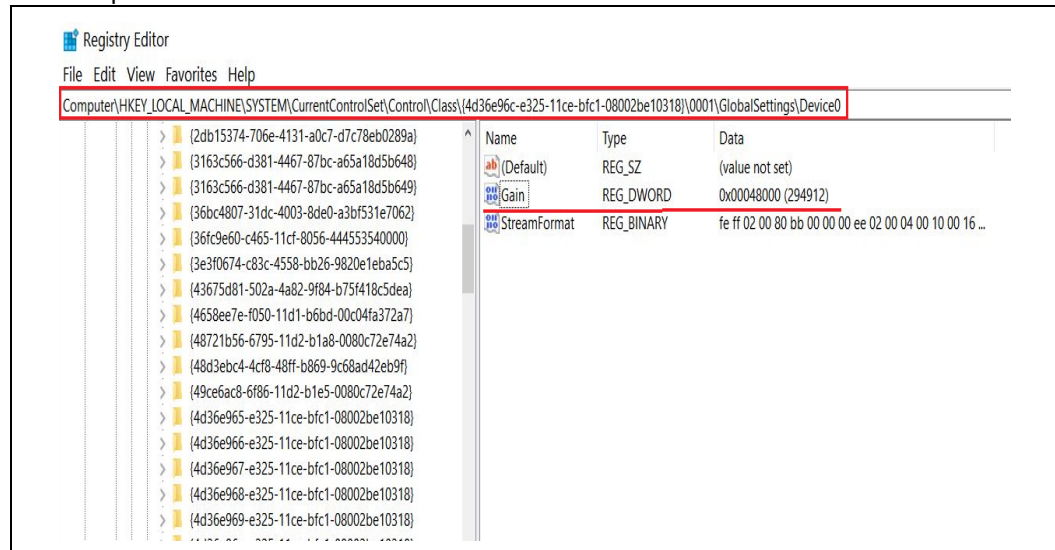 Registry Editor
File Edit View Favorites Help
Computer\HKEY_LOCAL_MACHINE\SYSTEM\CurrentControlSet\Control\Class\{4d36e96c-e325-11ce-bfc1-08002be10318}\0001\GlobalSettings\Device0
{2db15374-706e-4131-a0c7-d7c78eb0289a}
{3163c566-d381-4467-87bc-a65a18d5b648}
{3163c566-d381-4467-87bc-a65a18d5b649}
{36bc4807-31dc-4003-8de0-a3bf531e7062}
{36fc9e60-c465-11cf-8056-444553540000}
{3e3f0674-c83c-4558-bb26-9820e1eba5c5}
{43675d81-502a-4a82-9f84-b75f418c5dea}
{4658ee7e-f050-11d1-b6bd-00c04fa372a7}
{48721b56-6795-11d2-b1a8-0080c72e74a2}
{48d3ebc4-4cf8-48ff-b869-9c68ad42eb9f}
{49ce6ac8-6f86-11d2-b1e5-0080c72e74a2}
{4d36e965-e325-11ce-bfc1-08002be10318}
{4d36e966-e325-11ce-bfc1-08002be10318}
{4d36e967-e325-11ce-bfc1-08002be10318}
{4d36e968-e325-11ce-bfc1-08002be10318}
{4d36e969-e325-11ce-bfc1-08002be10318}
Name Type Data
(Default) REG_SZ (value not set)
Gain REG_DWORD 0x00048000 (294912)
StreamFormat REG_BINARY fe ff 02 00 80 bb 00 00 00 ee 02 00 04 00 10 00 16 ...